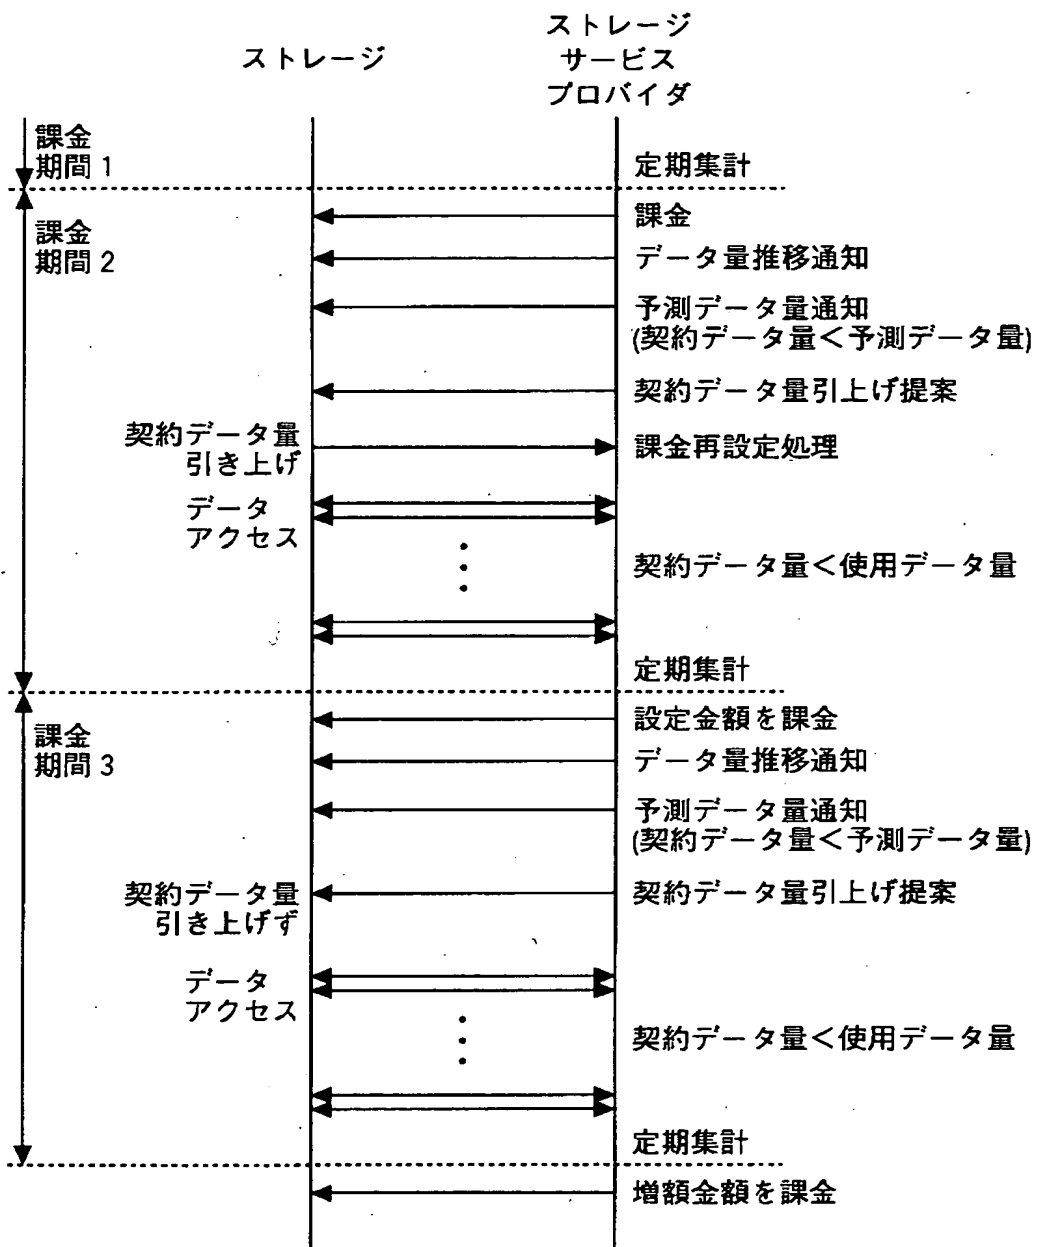 ストレージ
ストレージ
サービス
プロバイダ
課金
期間1
定期集計
課金
期間2
課金
データ量推移通知
予測データ量通知
(契約データ量＜予測データ量)
契約データ量引上げ提案
契約データ量
引き上げ
課金再設定処理
データ
アクセス
契約データ量＜使用データ量
定期集計
課金
期間3
設定金額を課金
データ量推移通知
予測データ量通知
(契約データ量＜予測データ量)
契約データ量
引き上げず
契約データ量引上げ提案
データ
アクセス
契約データ量＜使用データ量
定期集計
増額金額を課金